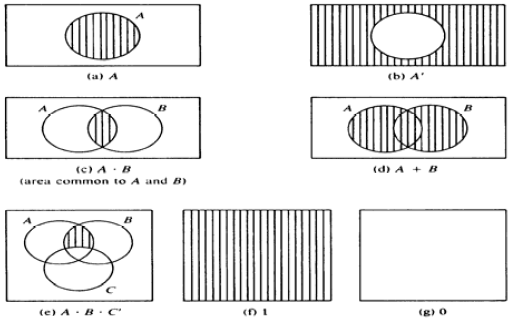 A
(a) A
(b) A'
A B
(c) A · B
(area common to A and B)
A B
(d) A + B
A B
C
(e) A · B · C'
(f) 1
(g) 0